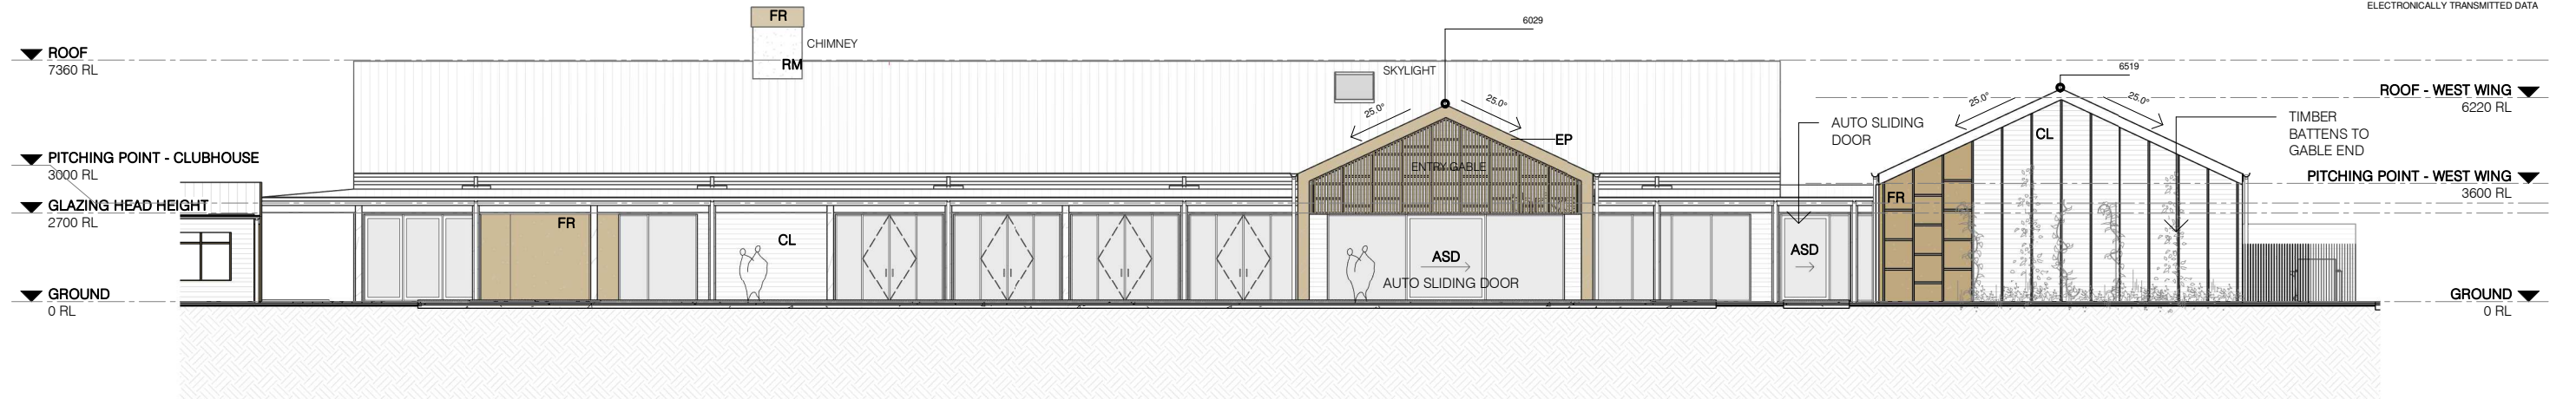 ELECTRONICALLY TRANSMITTED DATA
FR
6029
CHIMNEY
ROOF
7360 RL
RM
SKYLIGHT
6519
25.0°
25.0°
25.0°
25.0°
ROOF - WEST WING
6220 RL
AUTO SLIDING
DOOR
TIMBER
BATTENS TO
GABLE END
CL
EP
PITCHING POINT - CLUBHOUSE
3000 RL
ENTRY GABLE
PITCHING POINT - WEST WING
3600 RL
GLAZING HEAD HEIGHT
2700 RL
FR
FR
CL
ASD
ASD
AUTO SLIDING DOOR
GROUND
0 RL
GROUND
0 RL